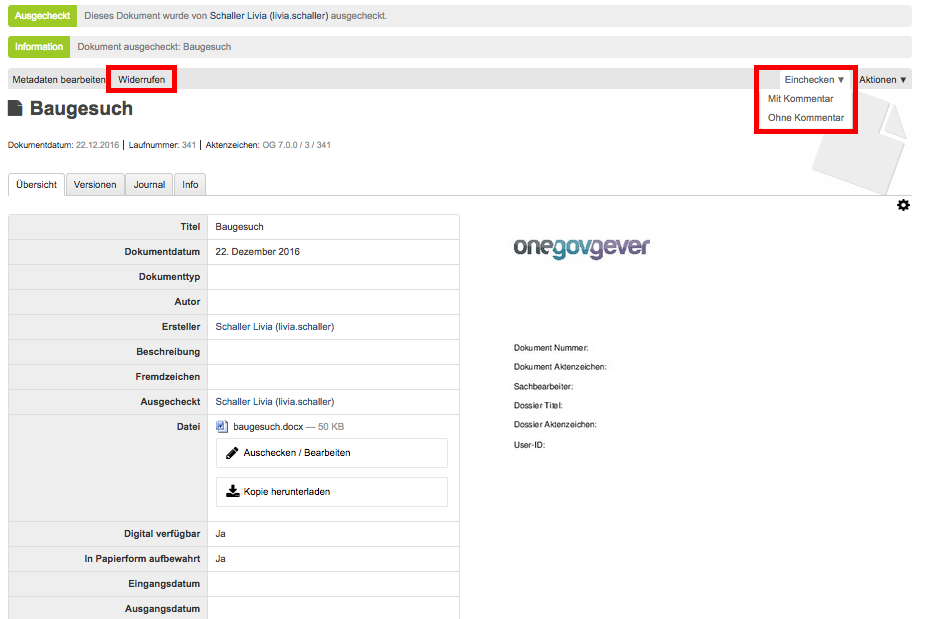 Ausgecheckt Dieses Dokument wurde von Schaller Livia (livia.schaller) ausgecheckt.
Information Dokument ausgecheckt: Baugesuch
Metadaten bearbeiten Widerrufen Einchecken ▼ Aktionen ▼
Mit Kommentar
Ohne Kommentar
Baugesuch
Dokumentdatum: 22.12.2016 | Laufnummer: 341 | Aktenzeichen: OG 7.0.0 / 3 / 341
Übersicht Versionen Journal Info
Titel Baugesuch
Dokumentdatum 22. Dezember 2016
Dokumenttyp
Autor
Ersteller Schaller Livia (livia.schaller)
Beschreibung
Fremdzeichen
Ausgecheckt Schaller Livia (livia.schaller)
Datei baugesuch.docx — 50 KB
Auschecken / Bearbeiten
Kopie herunterladen
Digital verfügbar Ja
In Papierform aufbewahrt Ja
Eingangsdatum
Ausgangsdatum
onegovgever
Dokument Nummer:
Dokument Aktenzeichen:
Sachbearbeiter:
Dossier Titel:
Dossier Aktenzeichen:
User-ID: